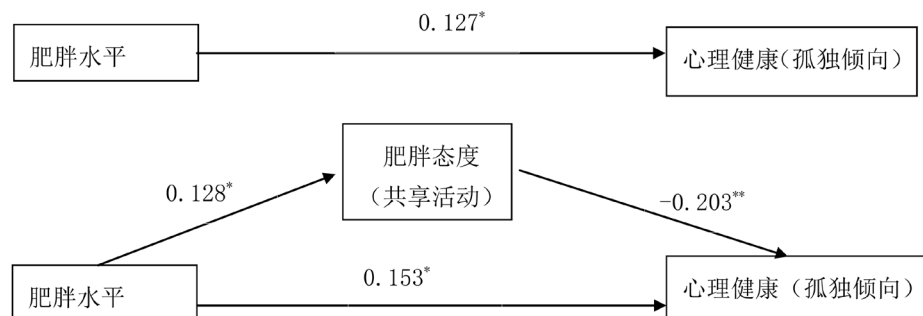 0.127*
肥胖水平
心理健康(孤独倾向)
肥胖态度
(共享活动)
0.128*
-0.203**
0.153*
肥胖水平
心理健康(孤独倾向)